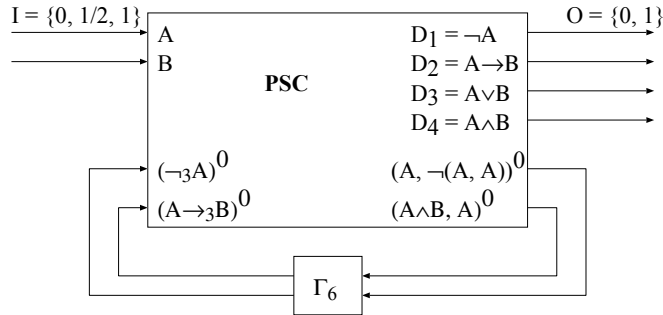 I = {0, 1/2, 1}
O = {0, 1}
A
B
PSC
D₁ = ¬A
D₂ = A→B
D₃ = A∨B
D₄ = A∧B
(¬₃A)⁰
(A→₃B)⁰
(A, ¬(A, A))⁰
(A∧B, A)⁰
Γ₆